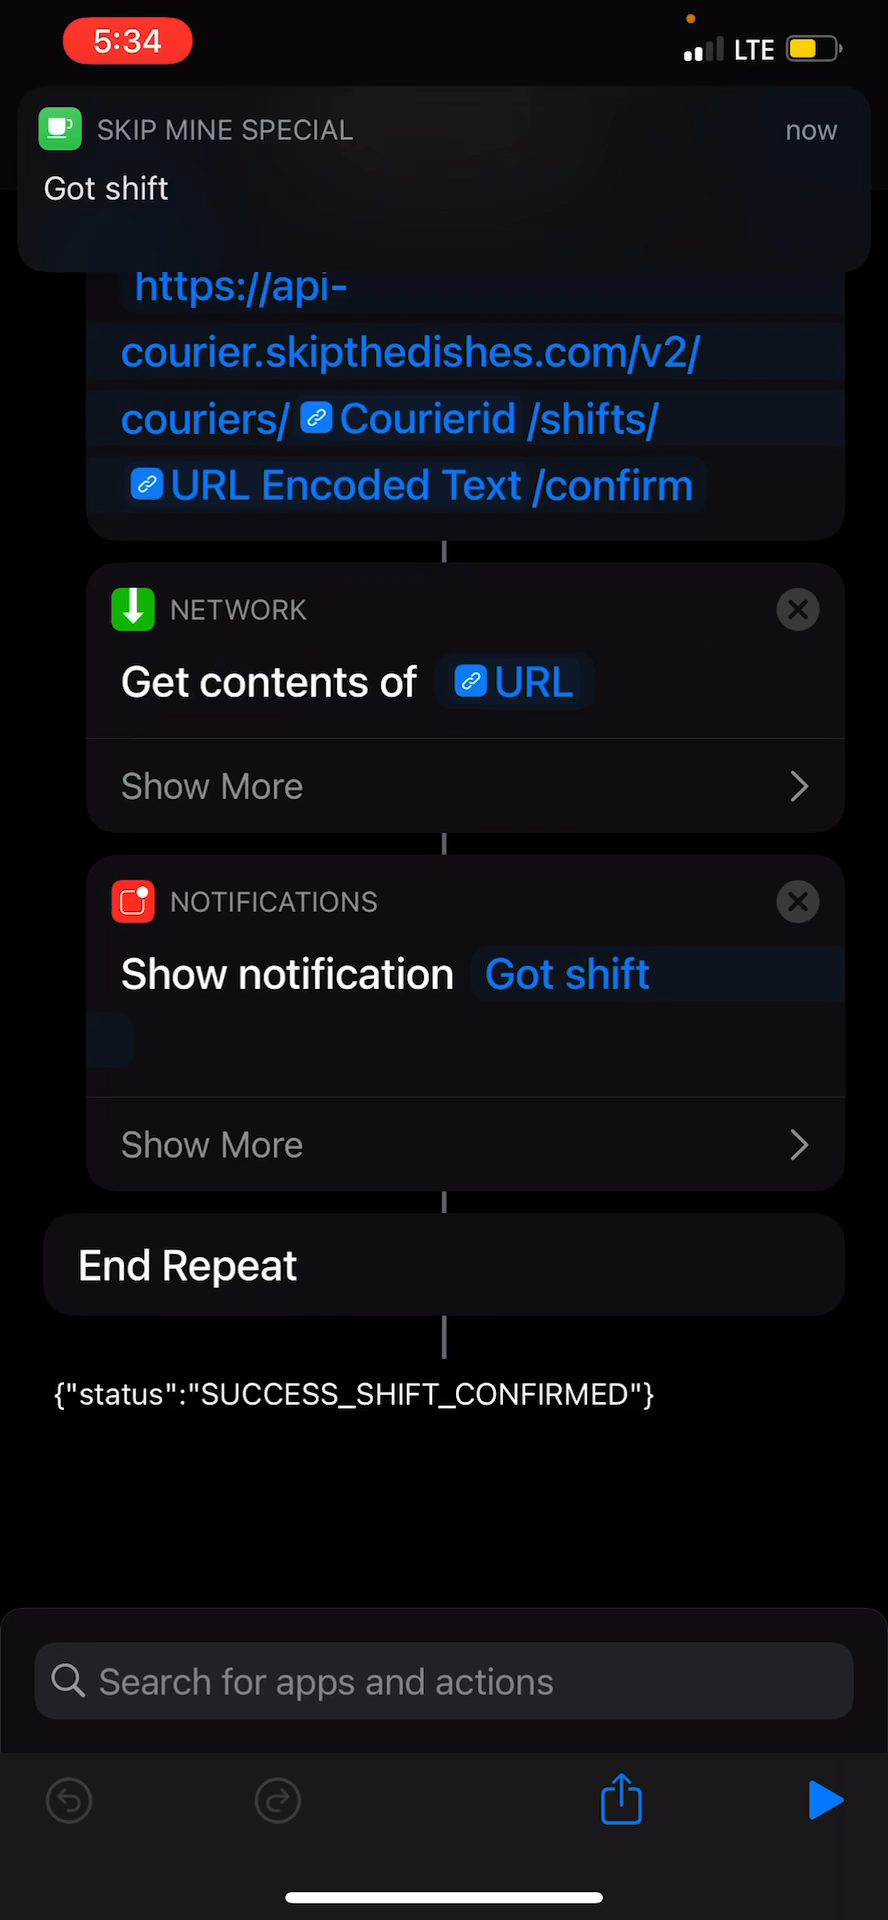 5:34
LTE
SKIP MINE SPECIAL
now
Got shift
https://api-
courier.skipthedishes.com/v2/
couriers/ Courierid /shifts/
URL Encoded Text /confirm
NETWORK
Get contents of URL
Show More
NOTIFICATIONS
Show notification Got shift
Show More
End Repeat
{"status":"SUCCESS_SHIFT_CONFIRMED"}
Search for apps and actions